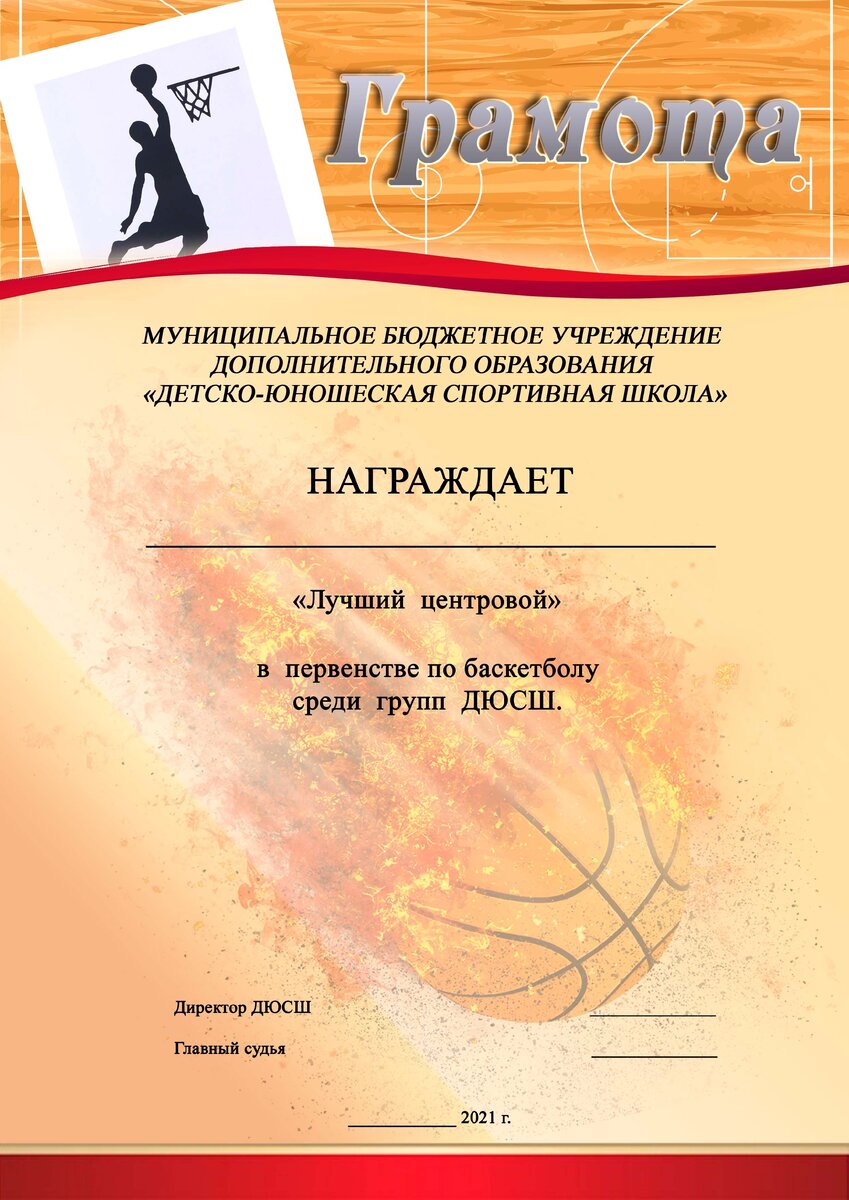 Грамота
МУНИЦИПАЛЬНОЕ БЮДЖЕТНОЕ УЧРЕЖДЕНИЕ
ДОПОЛНИТЕЛЬНОГО ОБРАЗОВАНИЯ
«ДЕТСКО-ЮНОШЕСКАЯ СПОРТИВНАЯ ШКОЛА»
НАГРАЖДАЕТ
«Лучший центровой»
в первенстве по баскетболу
среди групп ДЮСШ.
Директор ДЮСШ
Главный судья
2021 г.